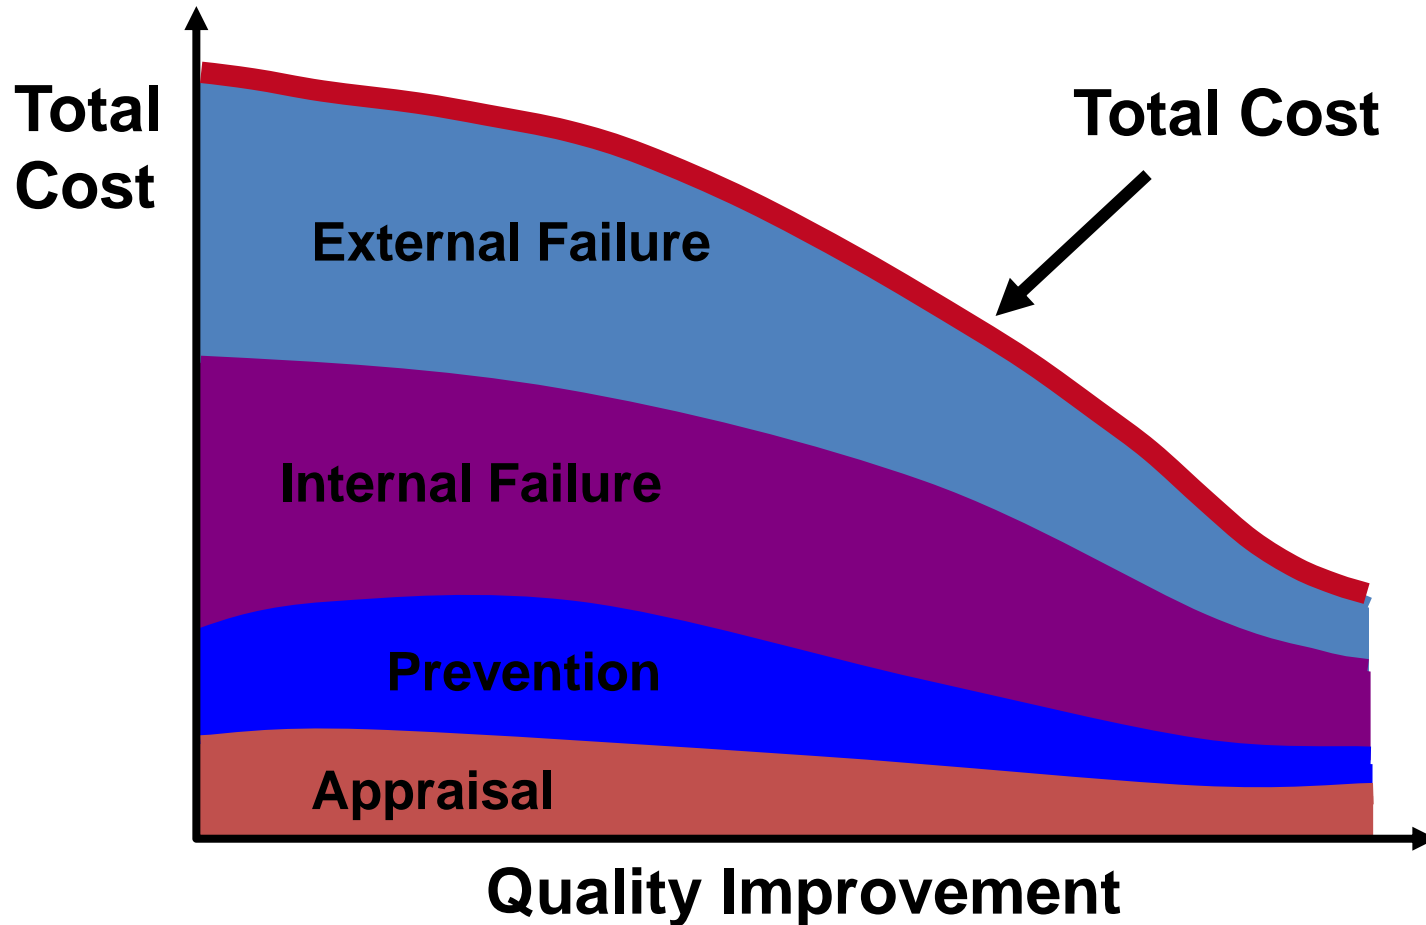 Total
Cost
Total Cost
External Failure
Internal Failure
Prevention
Appraisal
Quality Improvement